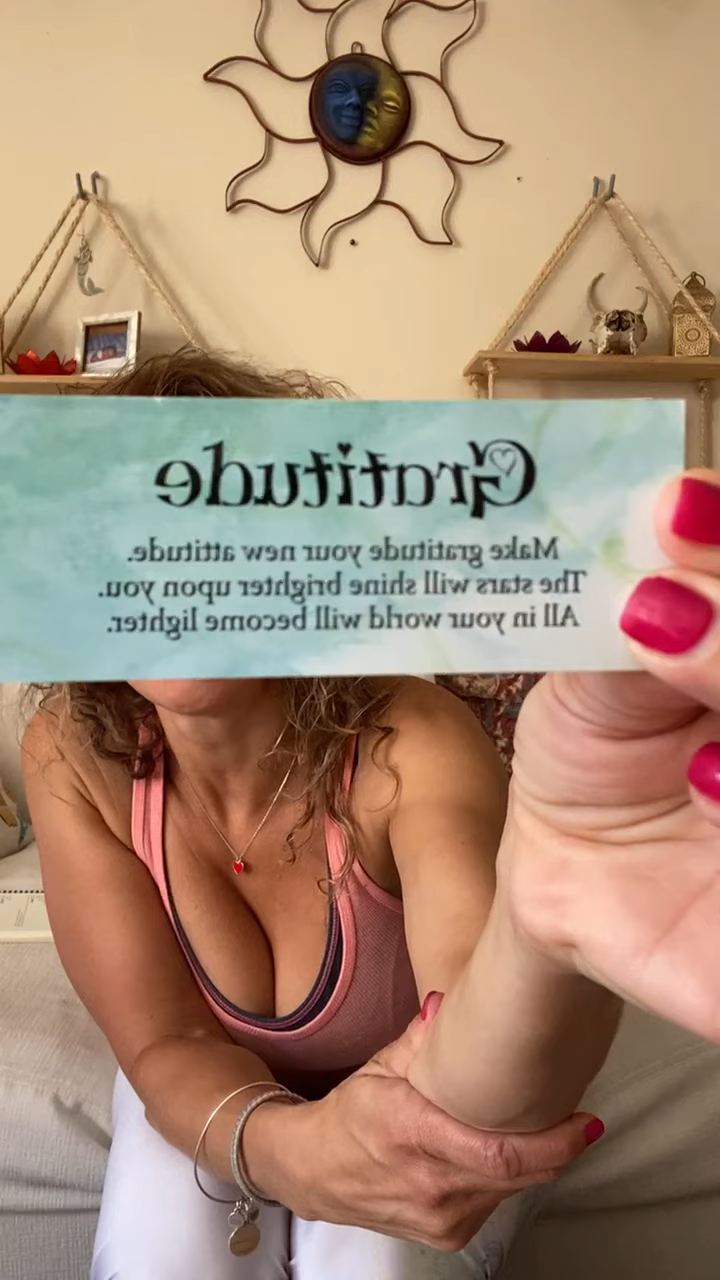 Gratitude
Make gratitude your new attitude.
The stars will shine brighter upon you.
All in your world will become lighter.